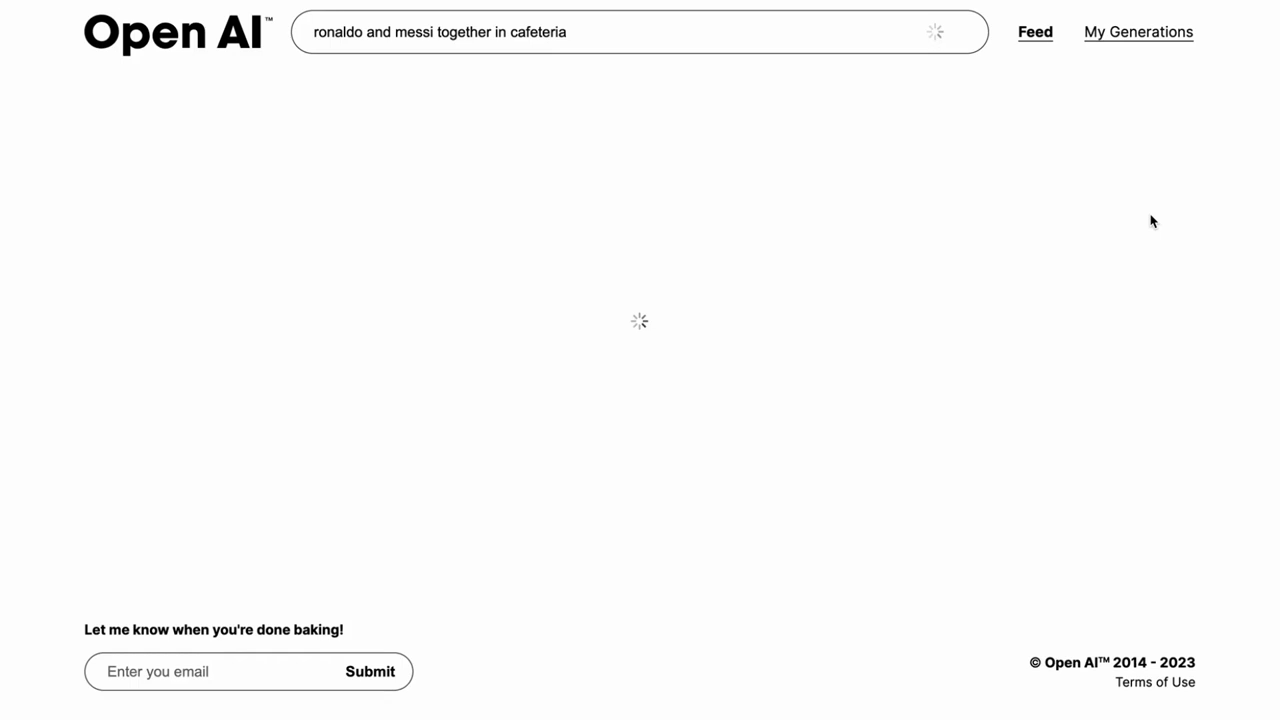 Open AI™
ronaldo and messi together in cafeteria
Feed
My Generations
Let me know when you're done baking!
Enter you email
Submit
© Open AI™ 2014 - 2023
Terms of Use